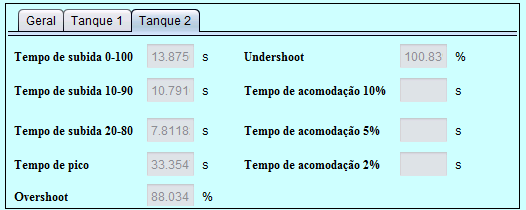 Geral Tanque 1 Tanque 2
Tempo de subida 0-100 13.875 s Undershoot 100.83 %
Tempo de subida 10-90 10.791 s Tempo de acomodação 10% s
Tempo de subida 20-80 7.8118 s Tempo de acomodação 5% s
Tempo de pico 33.354 s Tempo de acomodação 2% s
Overshoot 88.034 %